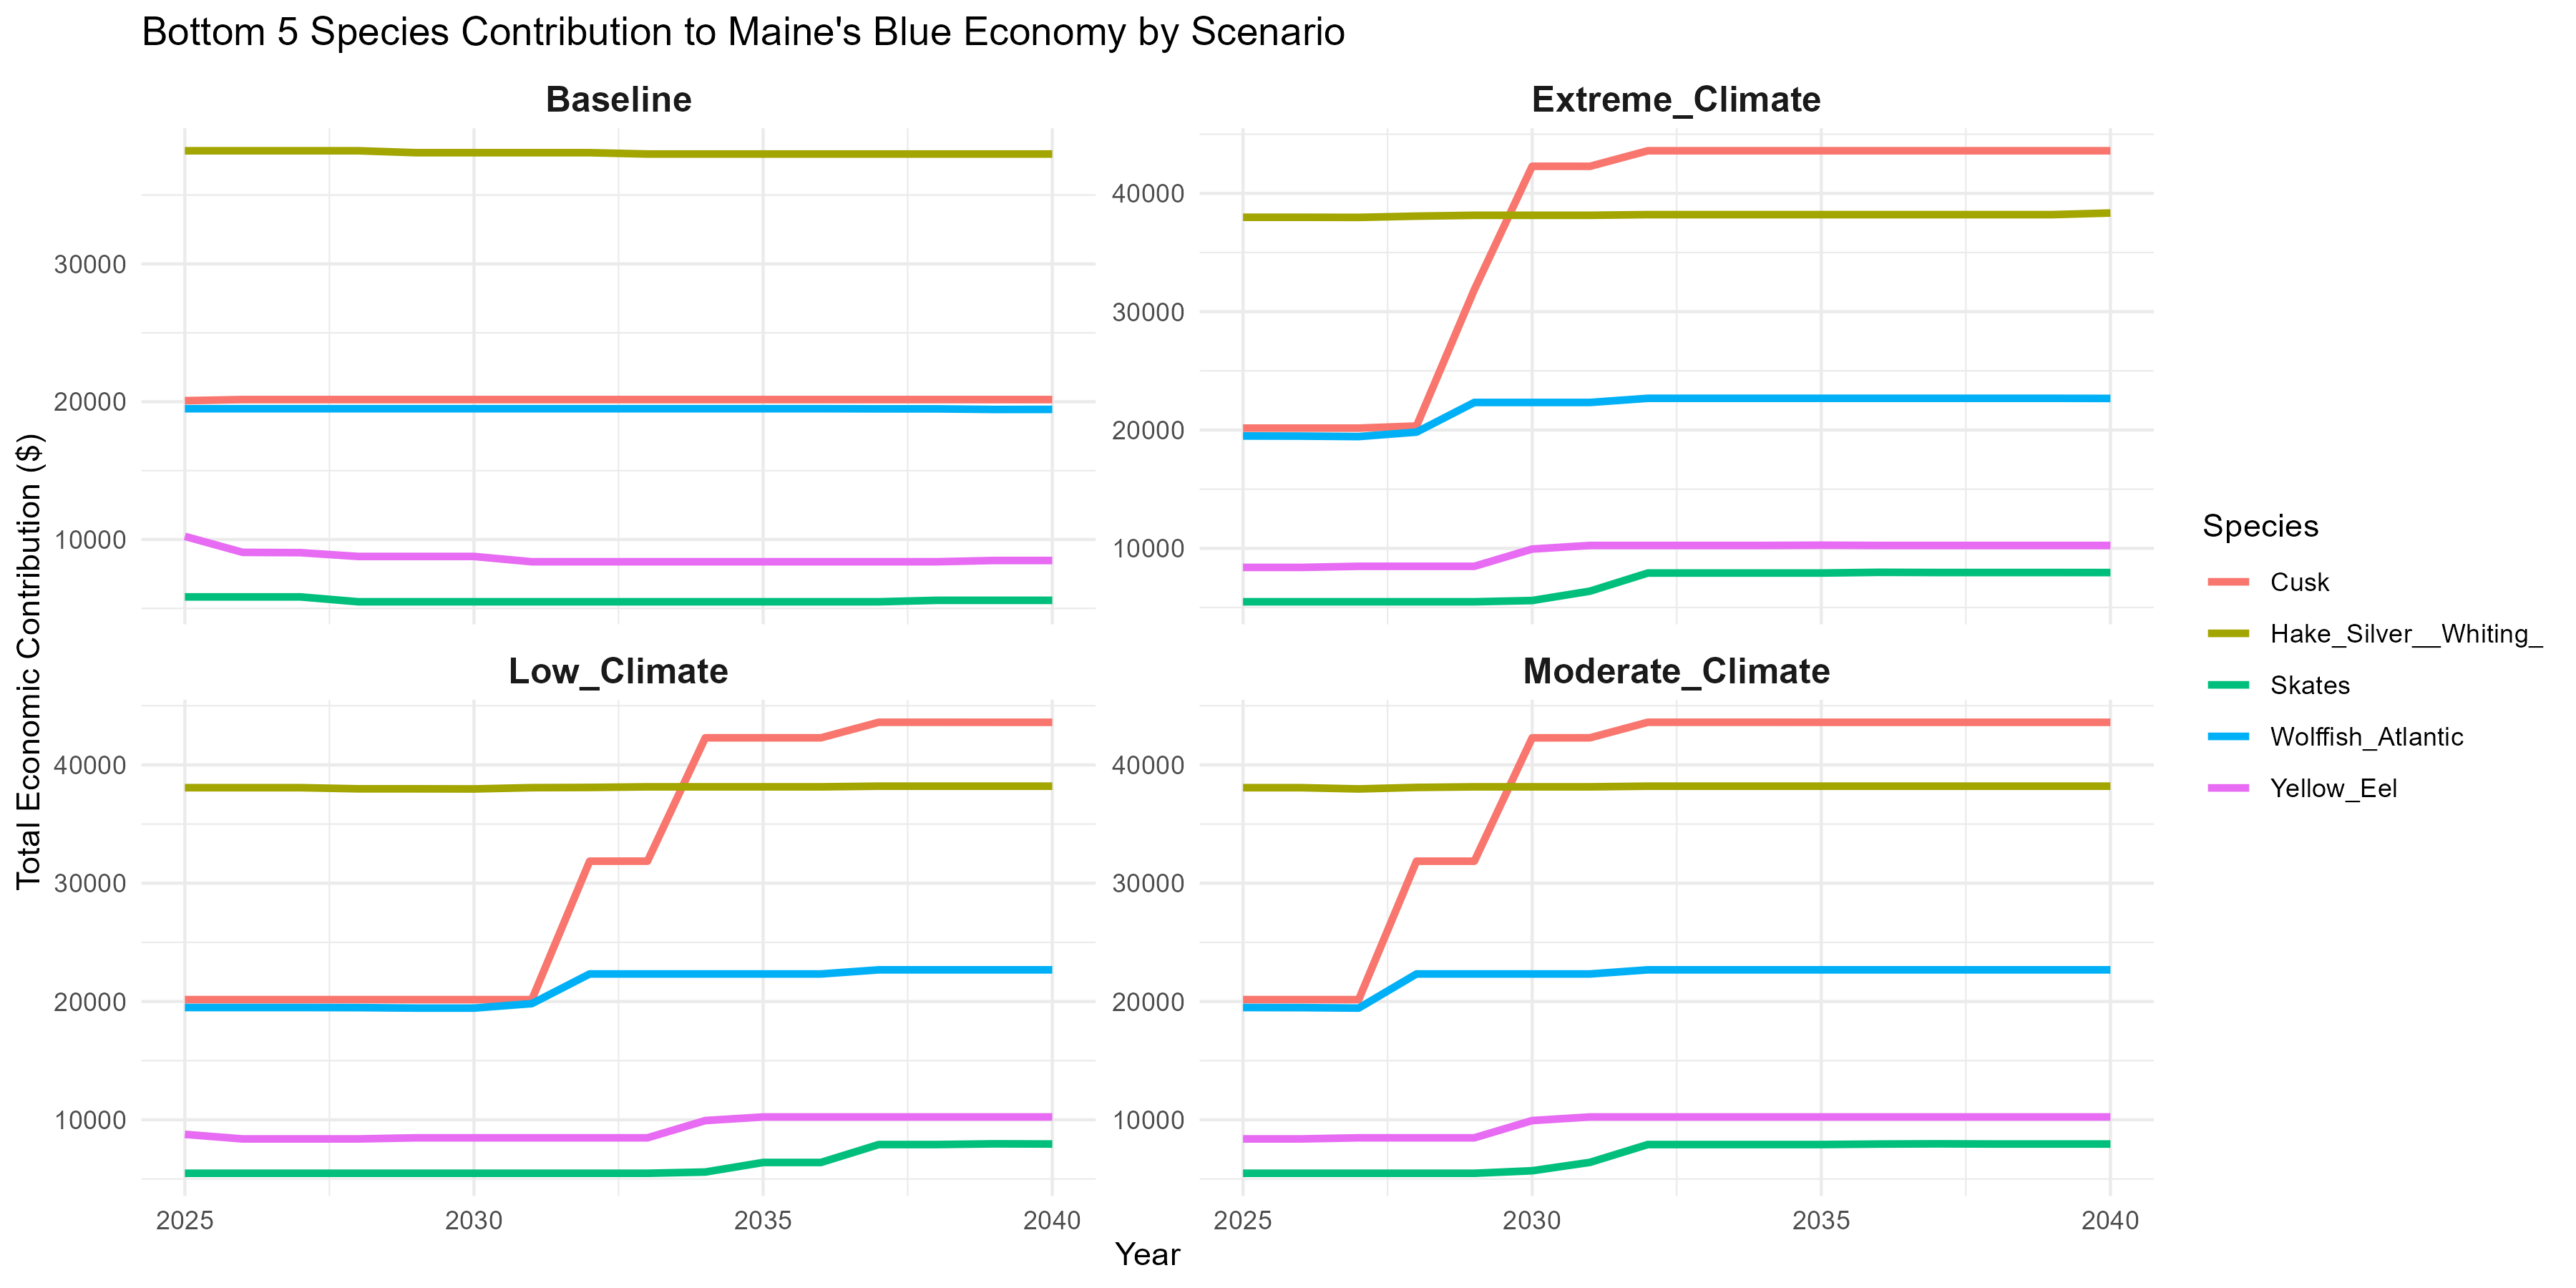 Bottom 5 Species Contribution to Maine's Blue Economy by Scenario
Baseline
Extreme_Climate
30000
20000
10000
40000
30000
20000
10000
Low_Climate
Moderate_Climate
40000
30000
20000
10000
40000
30000
20000
10000
2025 2030 2035 2040
2025 2030 2035 2040
Year
Total Economic Contribution ($)
Species
Cusk
Hake_Silver__Whiting_
Skates
Wolffish_Atlantic
Yellow_Eel